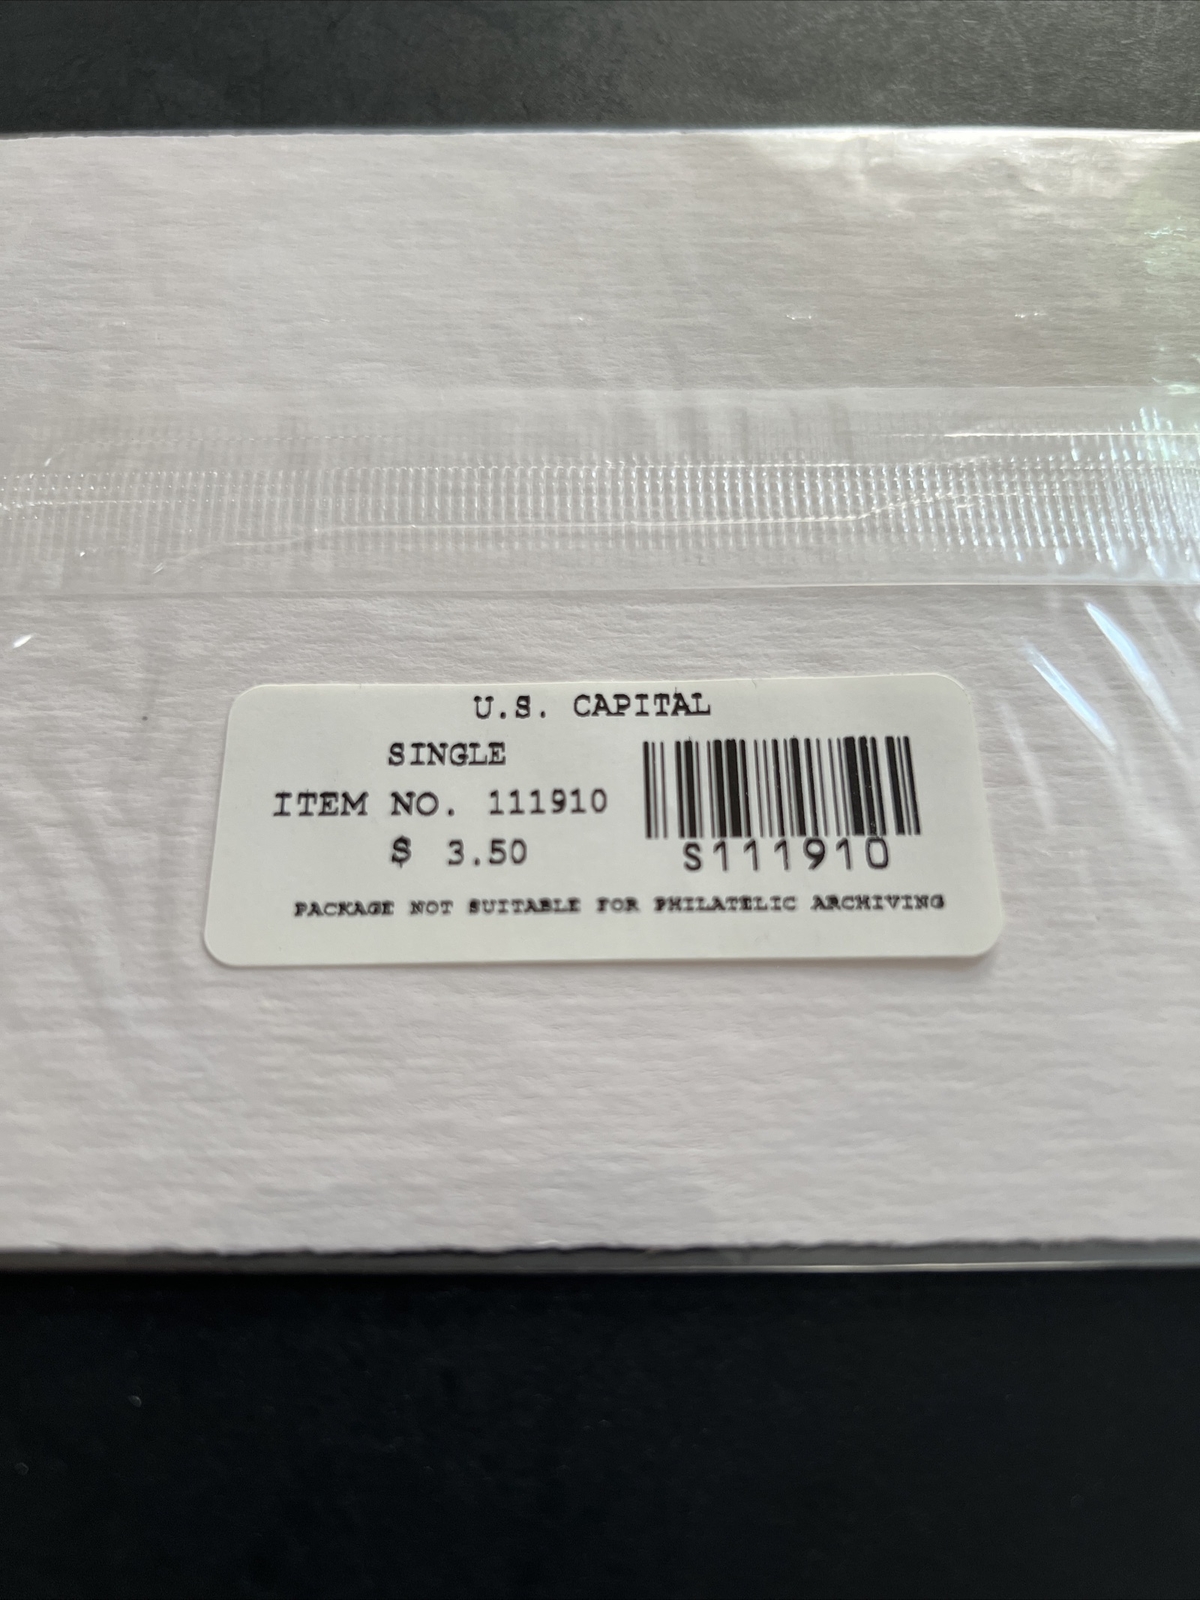 U.S. CAPITAL
SINGLE
ITEM NO. 111910
$ 3.50
S111910
PACKAGE NOT SUITABLE FOR PHILATELIC ARCHIVING